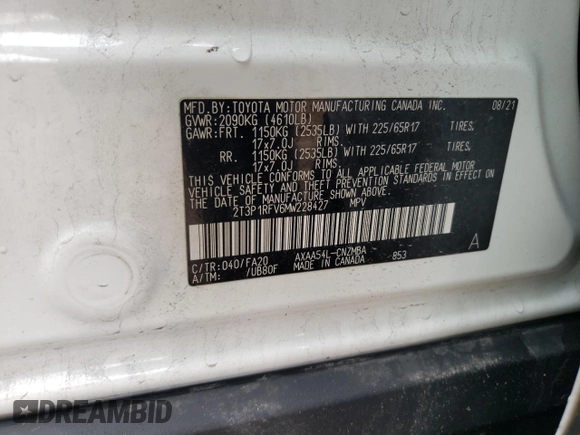 MFD.BY:TOYOTA MOTOR MANUFACTURING CANADA INC. 08/21
GVWR:2090KG (4610LB)
GAWR:FRT. 1150KG (2535LB) WITH 225/65R17 TIRES.
17x7.0J RIMS.
RR. 1150KG (2535LB) WITH 225/65R17 TIRES.
17x7.0J RIMS.
THIS VEHICLE CONFORMS TO ALL APPLICABLE FEDERAL MOTOR
VEHICLE SAFETY AND THEFT PREVENTION STANDARDS IN EFFECT ON
THE DATE OF MANUFACTURE SHOWN ABOVE.
2T3P1RFV6MW228427 MPV
C/TR:040/FA20 AXAA54L-CNZMBA 853 A
A/TM: /UB80F MADE IN CANADA
DREAMBID